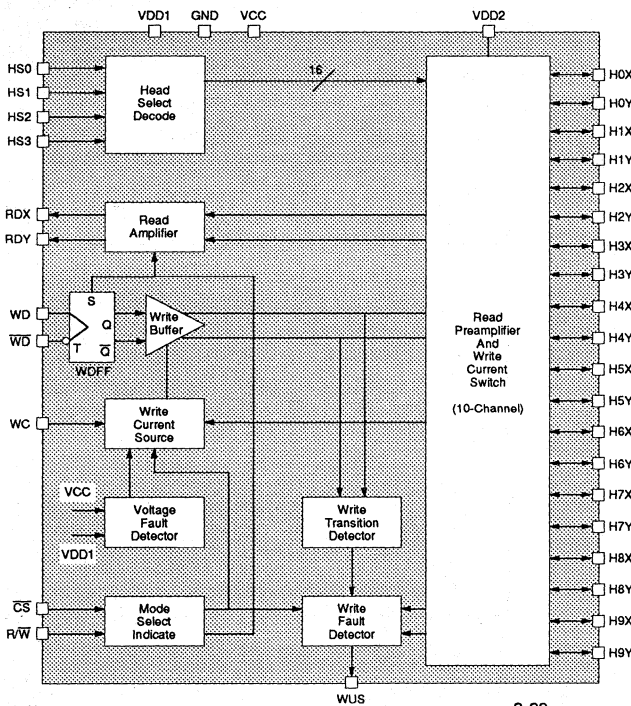 VDD1 GND VCC VDD2
HS0
HS1
HS2
HS3
Head
Select
Decode
16
H0X
H0Y
H1X
H1Y
H2X
H2Y
H3X
H3Y
H4X
H4Y
H5X
H5Y
H6X
H6Y
H7X
H7Y
H8X
H8Y
H9X
H9Y
RDX
RDY
Read
Amplifier
WD
W̅D̅
S
Q
T
Q̅
WDFF
Write
Buffer
Read
Preamplifier
And
Write
Current
Switch
(10-Channel)
WC
Write
Current
Source
VCC
VDD1
Voltage
Fault
Detector
Write
Transition
Detector
C̅S̅
R/W̅
Mode
Select
Indicate
Write
Fault
Detector
WUS